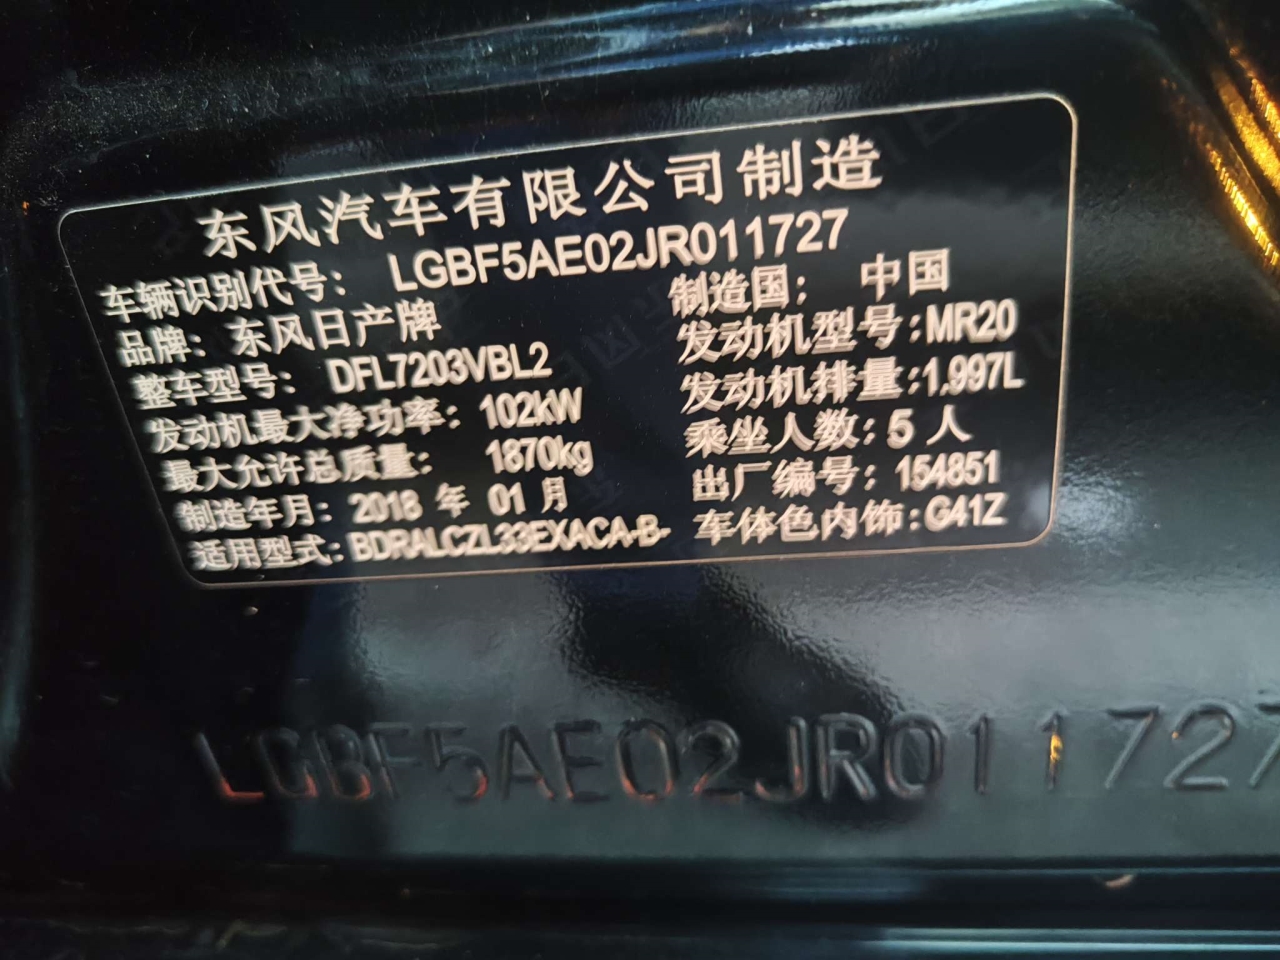 东风汽车有限公司制造
车辆识别代号: LGBF5AE02JR011727
品牌: 东风日产牌 制造国: 中国
整车型号: DFL7203VBL2 发动机型号:MR20
发动机最大净功率: 102kW 发动机排量:1.997L
最大允许总质量: 1870kg 乘坐人数:5人
制造年月: 2018 年 01 月 出厂编号:154851
适用型式:BDRALCZL33EXACA-B- 车体色内饰:G41Z
LGBF5AE02JR011727